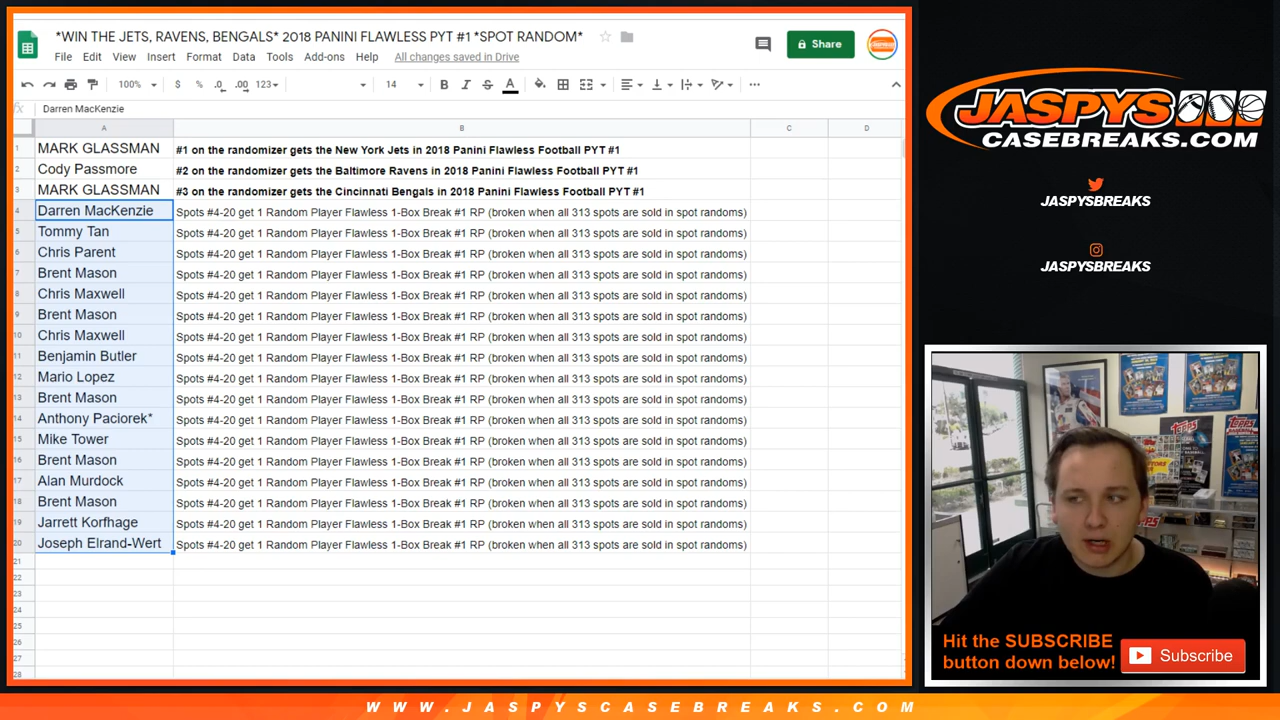 *WIN THE JETS, RAVENS, BENGALS* 2018 PANINI FLAWLESS PYT #1 *SPOT RANDOM*
File Edit View Insert Format Data Tools Add-ons Help All changes saved in Drive
Share
100% $ % .0 .00 123 14 B I S A
fx Darren MacKenzie
A B C D
1 MARK GLASSMAN #1 on the randomizer gets the New York Jets in 2018 Panini Flawless Football PYT #1
2 Cody Passmore #2 on the randomizer gets the Baltimore Ravens in 2018 Panini Flawless Football PYT #1
3 MARK GLASSMAN #3 on the randomizer gets the Cincinnati Bengals in 2018 Panini Flawless Football PYT #1
4 Darren MacKenzie Spots #4-20 get 1 Random Player Flawless 1-Box Break #1 RP (broken when all 313 spots are sold in spot randoms)
5 Tommy Tan Spots #4-20 get 1 Random Player Flawless 1-Box Break #1 RP (broken when all 313 spots are sold in spot randoms)
6 Chris Parent Spots #4-20 get 1 Random Player Flawless 1-Box Break #1 RP (broken when all 313 spots are sold in spot randoms)
7 Brent Mason Spots #4-20 get 1 Random Player Flawless 1-Box Break #1 RP (broken when all 313 spots are sold in spot randoms)
8 Chris Maxwell Spots #4-20 get 1 Random Player Flawless 1-Box Break #1 RP (broken when all 313 spots are sold in spot randoms)
9 Brent Mason Spots #4-20 get 1 Random Player Flawless 1-Box Break #1 RP (broken when all 313 spots are sold in spot randoms)
10 Chris Maxwell Spots #4-20 get 1 Random Player Flawless 1-Box Break #1 RP (broken when all 313 spots are sold in spot randoms)
11 Benjamin Butler Spots #4-20 get 1 Random Player Flawless 1-Box Break #1 RP (broken when all 313 spots are sold in spot randoms)
12 Mario Lopez Spots #4-20 get 1 Random Player Flawless 1-Box Break #1 RP (broken when all 313 spots are sold in spot randoms)
13 Brent Mason Spots #4-20 get 1 Random Player Flawless 1-Box Break #1 RP (broken when all 313 spots are sold in spot randoms)
14 Anthony Paciorek* Spots #4-20 get 1 Random Player Flawless 1-Box Break #1 RP (broken when all 313 spots are sold in spot randoms)
15 Mike Tower Spots #4-20 get 1 Random Player Flawless 1-Box Break #1 RP (broken when all 313 spots are sold in spot randoms)
16 Brent Mason Spots #4-20 get 1 Random Player Flawless 1-Box Break #1 RP (broken when all 313 spots are sold in spot randoms)
17 Alan Murdock Spots #4-20 get 1 Random Player Flawless 1-Box Break #1 RP (broken when all 313 spots are sold in spot randoms)
18 Brent Mason Spots #4-20 get 1 Random Player Flawless 1-Box Break #1 RP (broken when all 313 spots are sold in spot randoms)
19 Jarrett Korfhage Spots #4-20 get 1 Random Player Flawless 1-Box Break #1 RP (broken when all 313 spots are sold in spot randoms)
20 Joseph Elrand-Wert Spots #4-20 get 1 Random Player Flawless 1-Box Break #1 RP (broken when all 313 spots are sold in spot randoms)
21
22
23
24
25
26
27
28
JASPYS
CASEBREAKS.COM
JASPYSBREAKS
JASPYSBREAKS
Topps
Topps
TOPPS
Hit the SUBSCRIBE
button down below!
Subscribe
WWW.JASPYSCASEBREAKS.COM